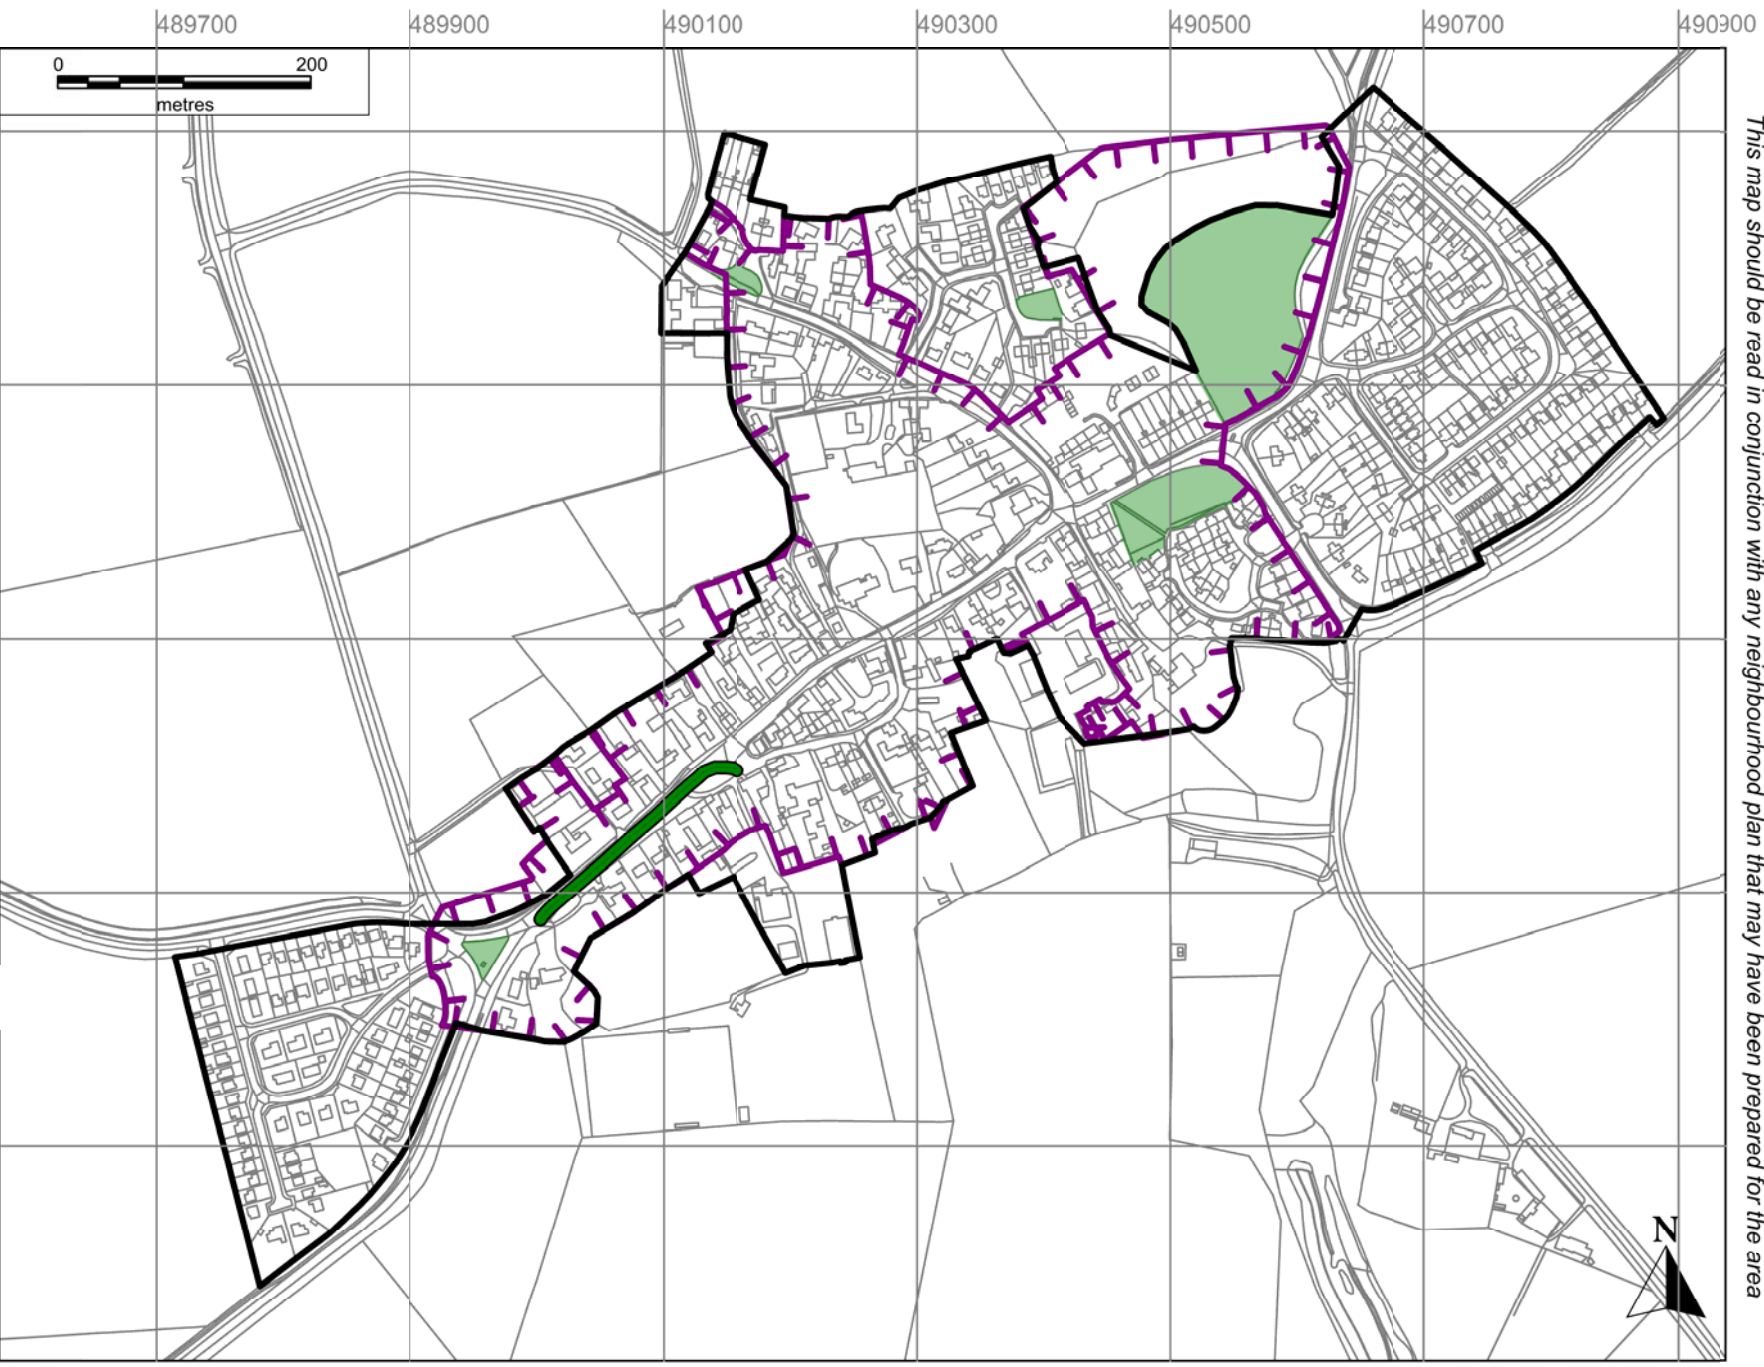 489700 489900 490100 490300 490500 490700 490900
0 200
metres
This map should be read in conjunction with any neighbourhood plan that may have been prepared for the area
N